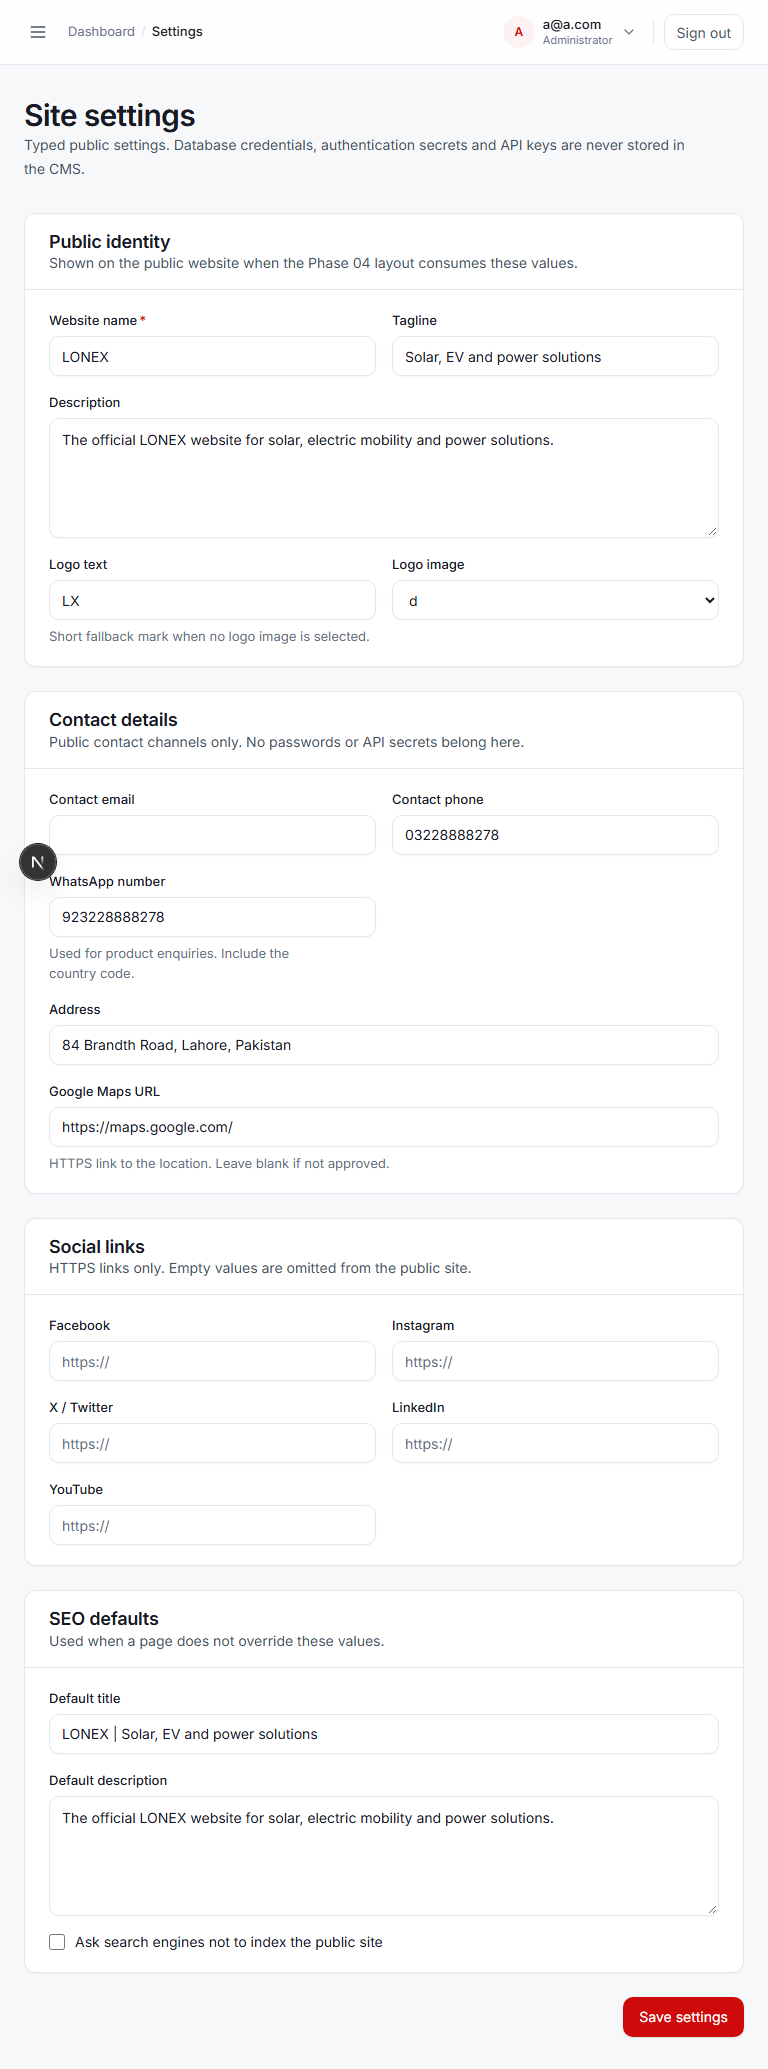 Dashboard / Settings
A
a@a.com
Administrator
Sign out
Site settings
Typed public settings. Database credentials, authentication secrets and API keys are never stored in
the CMS.
Public identity
Shown on the public website when the Phase 04 layout consumes these values.
Website name*
Tagline
LONEX
Solar, EV and power solutions
Description
The official LONEX website for solar, electric mobility and power solutions.
Logo text
Logo image
LX
d
Short fallback mark when no logo image is selected.
Contact details
Public contact channels only. No passwords or API secrets belong here.
Contact email
Contact phone
03228888278
N
WhatsApp number
923228888278
Used for product enquiries. Include the
country code.
Address
84 Brandth Road, Lahore, Pakistan
Google Maps URL
https://maps.google.com/
HTTPS link to the location. Leave blank if not approved.
Social links
HTTPS links only. Empty values are omitted from the public site.
Facebook
Instagram
https://
https://
X / Twitter
LinkedIn
https://
https://
YouTube
https://
SEO defaults
Used when a page does not override these values.
Default title
LONEX | Solar, EV and power solutions
Default description
The official LONEX website for solar, electric mobility and power solutions.
Ask search engines not to index the public site
Save settings